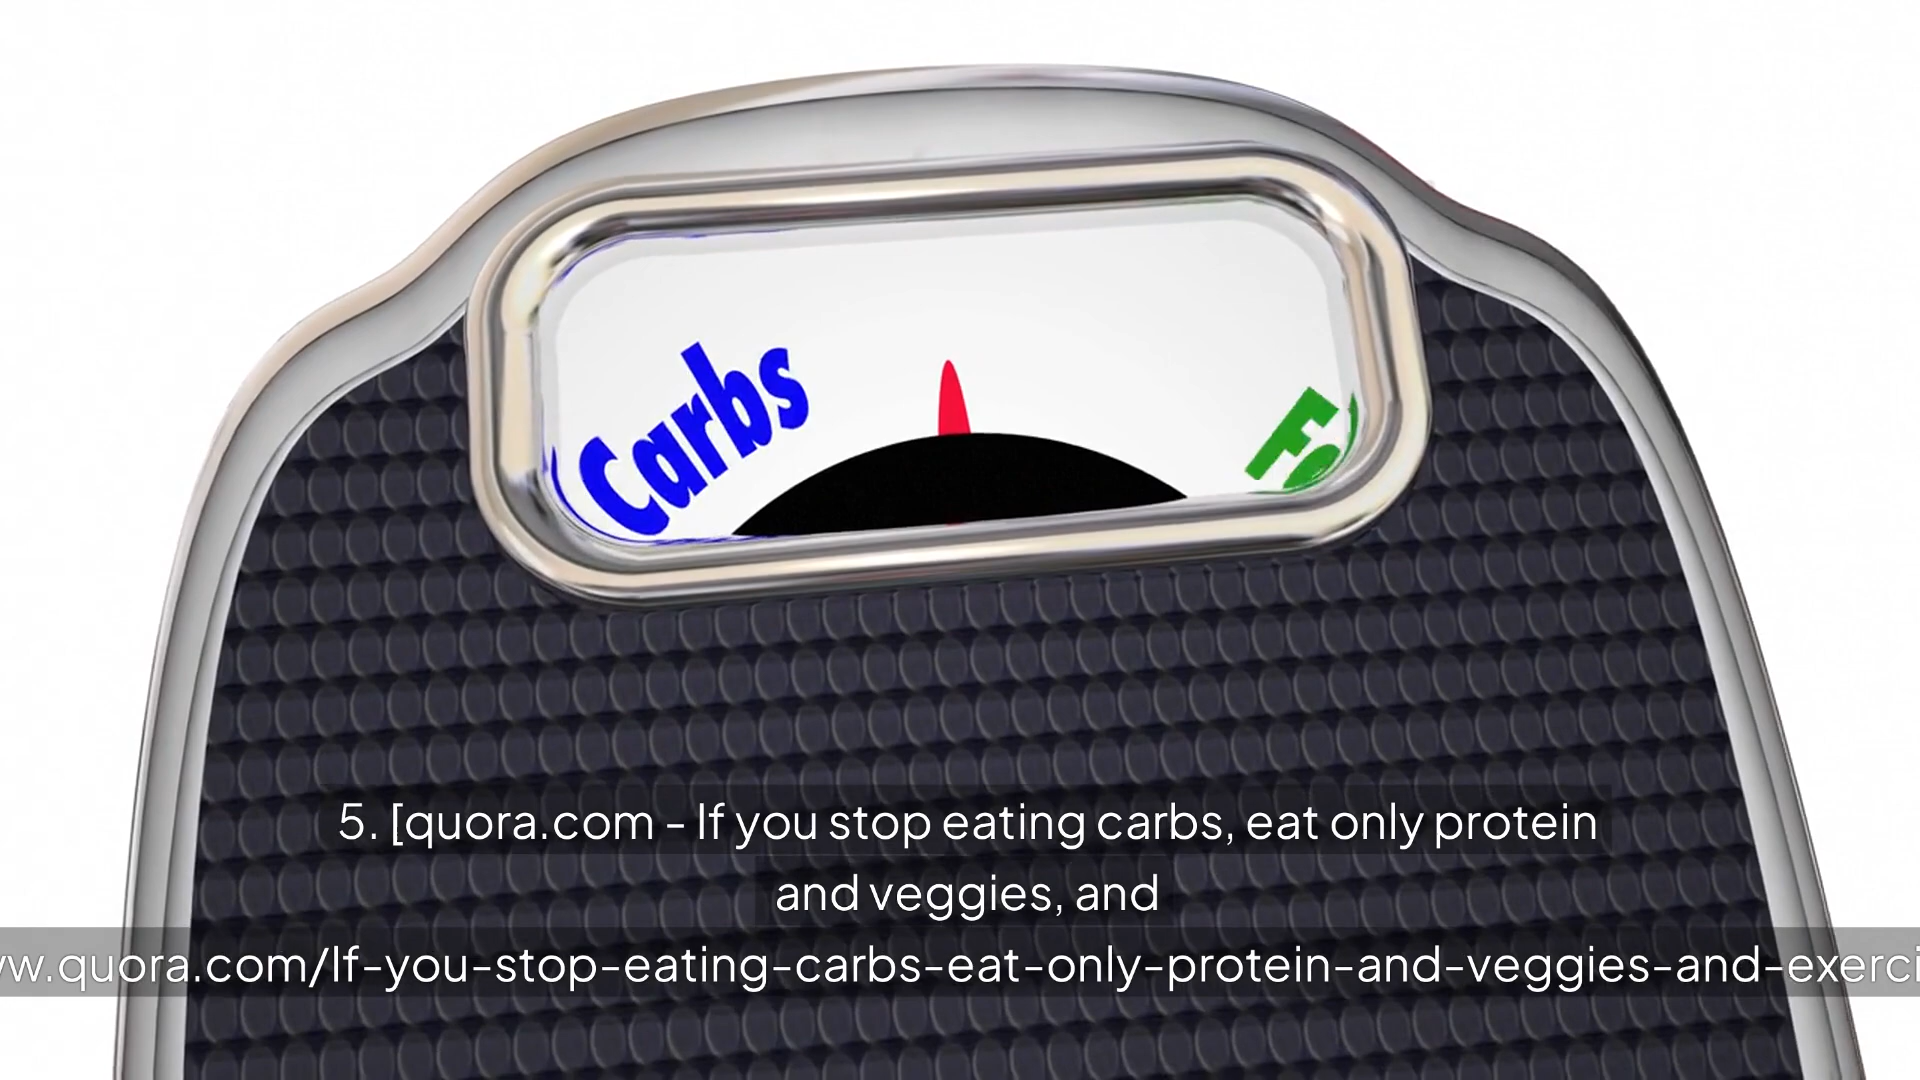 Carbs
5. [quora.com - If you stop eating carbs, eat only protein
and veggies, and
w.quora.com/If-you-stop-eating-carbs-eat-only-protein-and-veggies-and-exerci